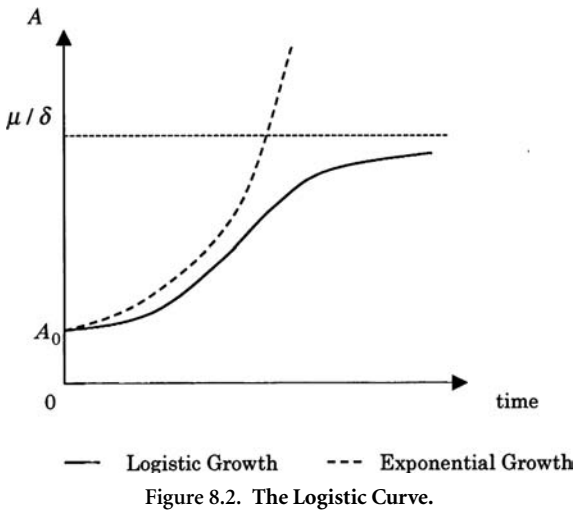 A
μ / δ
A₀
0
time
Logistic Growth
Exponential Growth
Figure 8.2. The Logistic Curve.